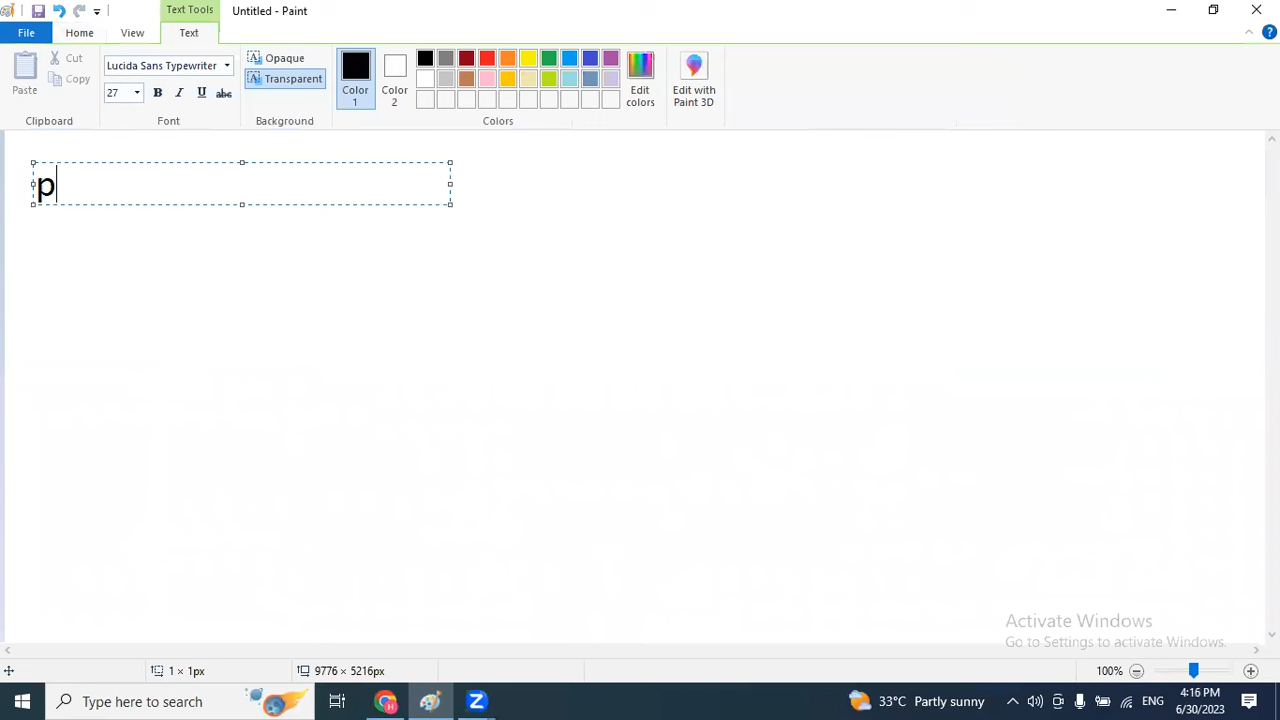 Text Tools
Untitled - Paint
File
Home
View
Text
Paste
Cut
Copy
Clipboard
Lucida Sans Typewriter
27
B
I
U
abc
Font
Opaque
Transparent
Background
Color 1
Color 2
Edit colors
Colors
Edit with Paint 3D
p
Activate Windows
Go to Settings to activate Windows.
1 × 1px
9776 × 5216px
100%
Type here to search
33°C Partly sunny
ENG
4:16 PM
6/30/2023